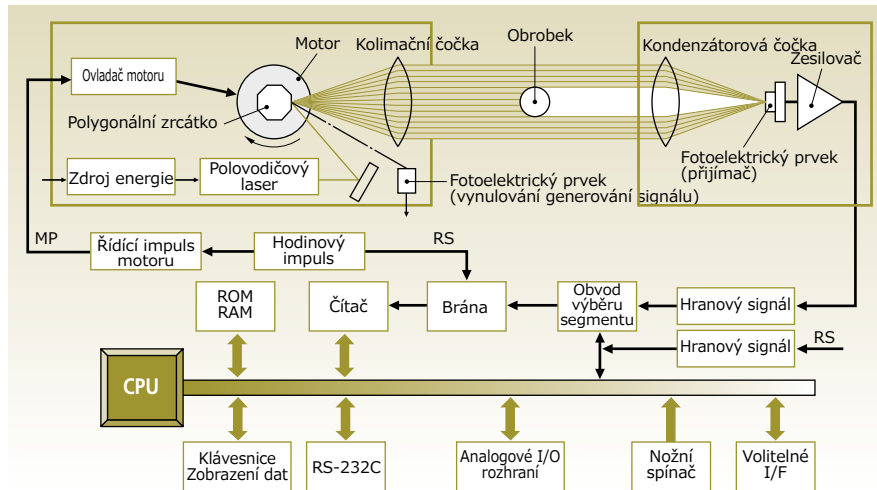 Motor
Kolimační čočka
Obrobek
Kondenzátorová čočka
Zesilovač
Ovladač motoru
Polygonální zrcátko
Zdroj energie
Polovodičový
laser
Fotoelektrický prvek
(vynulování generování signálu)
Fotoelektrický prvek
(přijímač)
MP
Řídící impuls
motoru
Hodinový
impuls
RS
ROM
RAM
Čítač
Brána
Obvod
výběru
segmentu
Hranový signál
Hranový signál
RS
CPU
Klávesnice
Zobrazení dat
RS-232C
Analogové I/O
rozhraní
Nožní
spínač
Volitelné
I/F